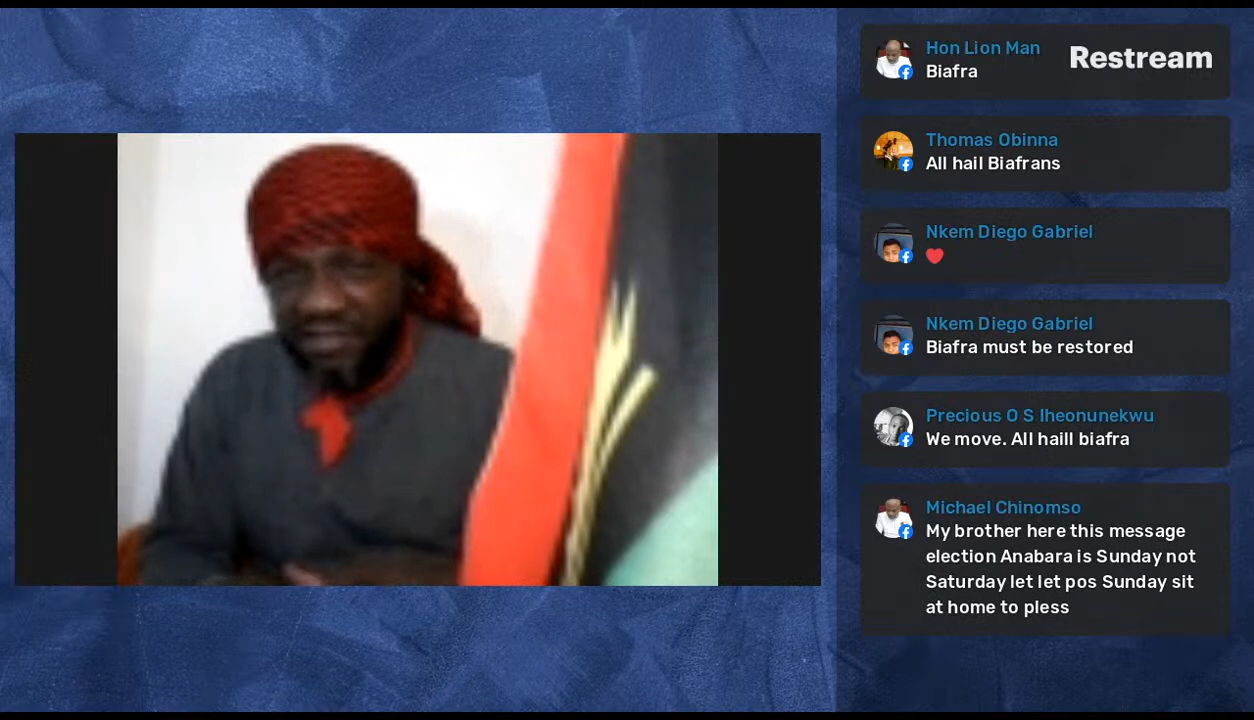 Hon Lion Man
Restream
Biafra
Thomas Obinna
All hail Biafrans
Nkem Diego Gabriel
❤️
Nkem Diego Gabriel
Biafra must be restored
Precious O S Iheonunekwu
We move. All haill biafra
Michael Chinomso
My brother here this message
election Anabara is Sunday not
Saturday let let pos Sunday sit
at home to pless